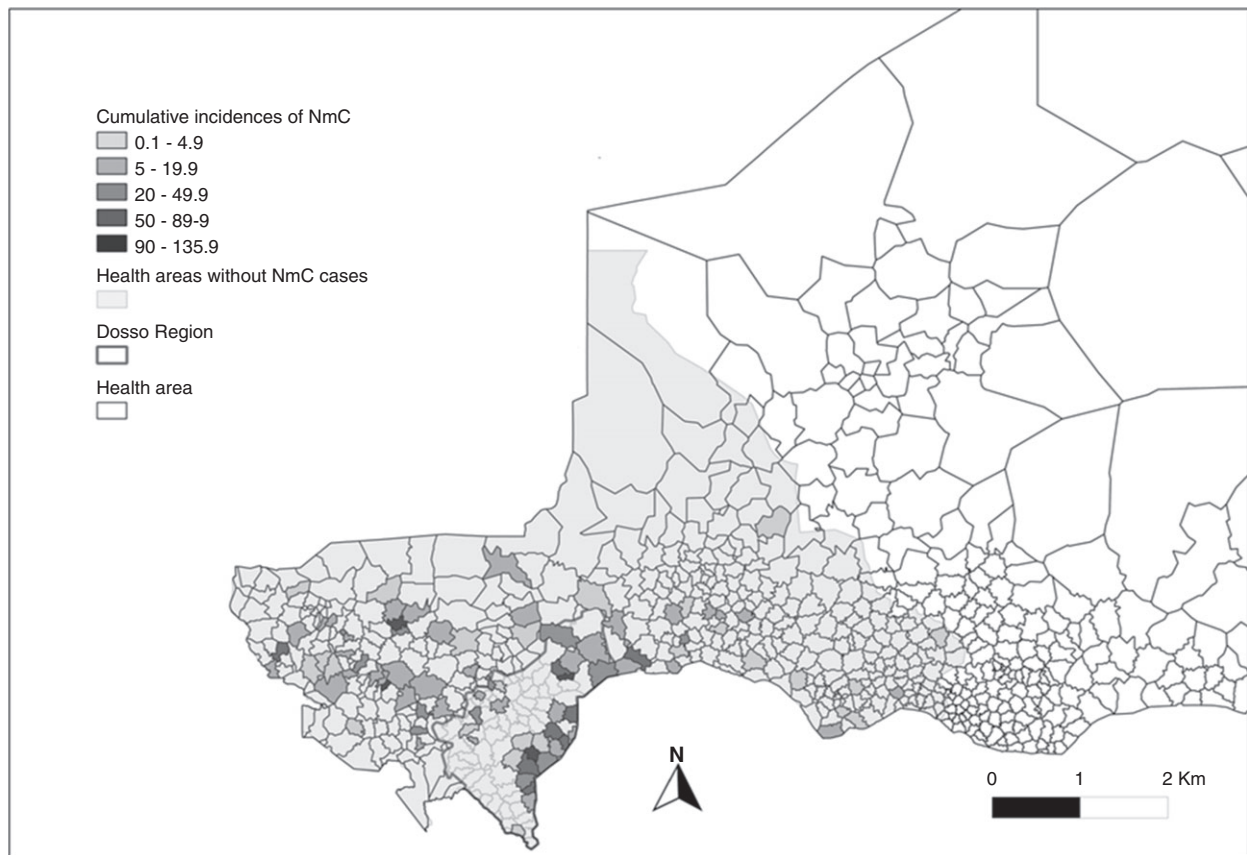 Cumulative incidences of NmC
0.1 - 4.9
5 - 19.9
20 - 49.9
50 - 89-9
90 - 135.9
Health areas without NmC cases
Dosso Region
Health area
N
0 1 2 Km